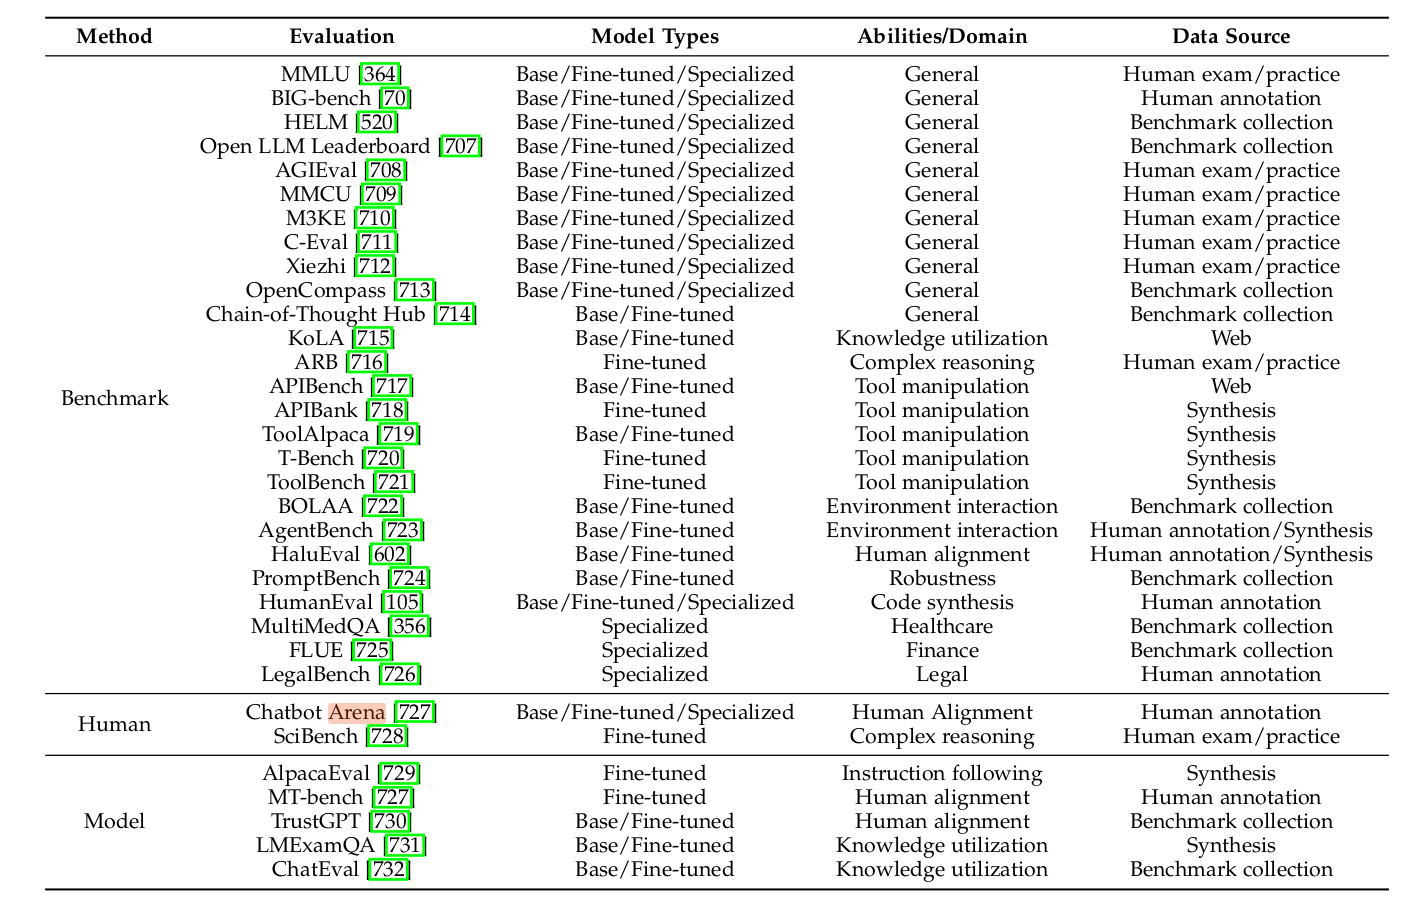 Method Evaluation Model Types Abilities/Domain Data Source
MMLU [364] Base/Fine-tuned/Specialized General Human exam/practice
BIG-bench [70] Base/Fine-tuned/Specialized General Human annotation
HELM [520] Base/Fine-tuned/Specialized General Benchmark collection
Open LLM Leaderboard [707] Base/Fine-tuned/Specialized General Benchmark collection
AGIEval [708] Base/Fine-tuned/Specialized General Human exam/practice
MMCU [709] Base/Fine-tuned/Specialized General Human exam/practice
M3KE [710] Base/Fine-tuned/Specialized General Human exam/practice
C-Eval [711] Base/Fine-tuned/Specialized General Human exam/practice
Xiezhi [712] Base/Fine-tuned/Specialized General Human exam/practice
OpenCompass [713] Base/Fine-tuned/Specialized General Benchmark collection
Chain-of-Thought Hub [714] Base/Fine-tuned General Benchmark collection
KoLA [715] Base/Fine-tuned Knowledge utilization Web
ARB [716] Fine-tuned Complex reasoning Human exam/practice
Benchmark APIBench [717] Base/Fine-tuned Tool manipulation Web
APIBank [718] Fine-tuned Tool manipulation Synthesis
ToolAlpaca [719] Base/Fine-tuned Tool manipulation Synthesis
T-Bench [720] Fine-tuned Tool manipulation Synthesis
ToolBench [721] Fine-tuned Tool manipulation Synthesis
BOLAA [722] Base/Fine-tuned Environment interaction Benchmark collection
AgentBench [723] Base/Fine-tuned Environment interaction Human annotation/Synthesis
HaluEval [602] Base/Fine-tuned Human alignment Human annotation/Synthesis
PromptBench [724] Base/Fine-tuned Robustness Benchmark collection
HumanEval [105] Base/Fine-tuned/Specialized Code synthesis Human annotation
MultiMedQA [356] Specialized Healthcare Benchmark collection
FLUE [725] Specialized Finance Benchmark collection
LegalBench [726] Specialized Legal Human annotation
Human Chatbot Arena [727] Base/Fine-tuned/Specialized Human Alignment Human annotation
SciBench [728] Fine-tuned Complex reasoning Human exam/practice
AlpacaEval [729] Fine-tuned Instruction following Synthesis
MT-bench [727] Fine-tuned Human alignment Human annotation
Model TrustGPT [730] Base/Fine-tuned Human alignment Benchmark collection
LMExamQA [731] Base/Fine-tuned Knowledge utilization Synthesis
ChatEval [732] Base/Fine-tuned Knowledge utilization Benchmark collection